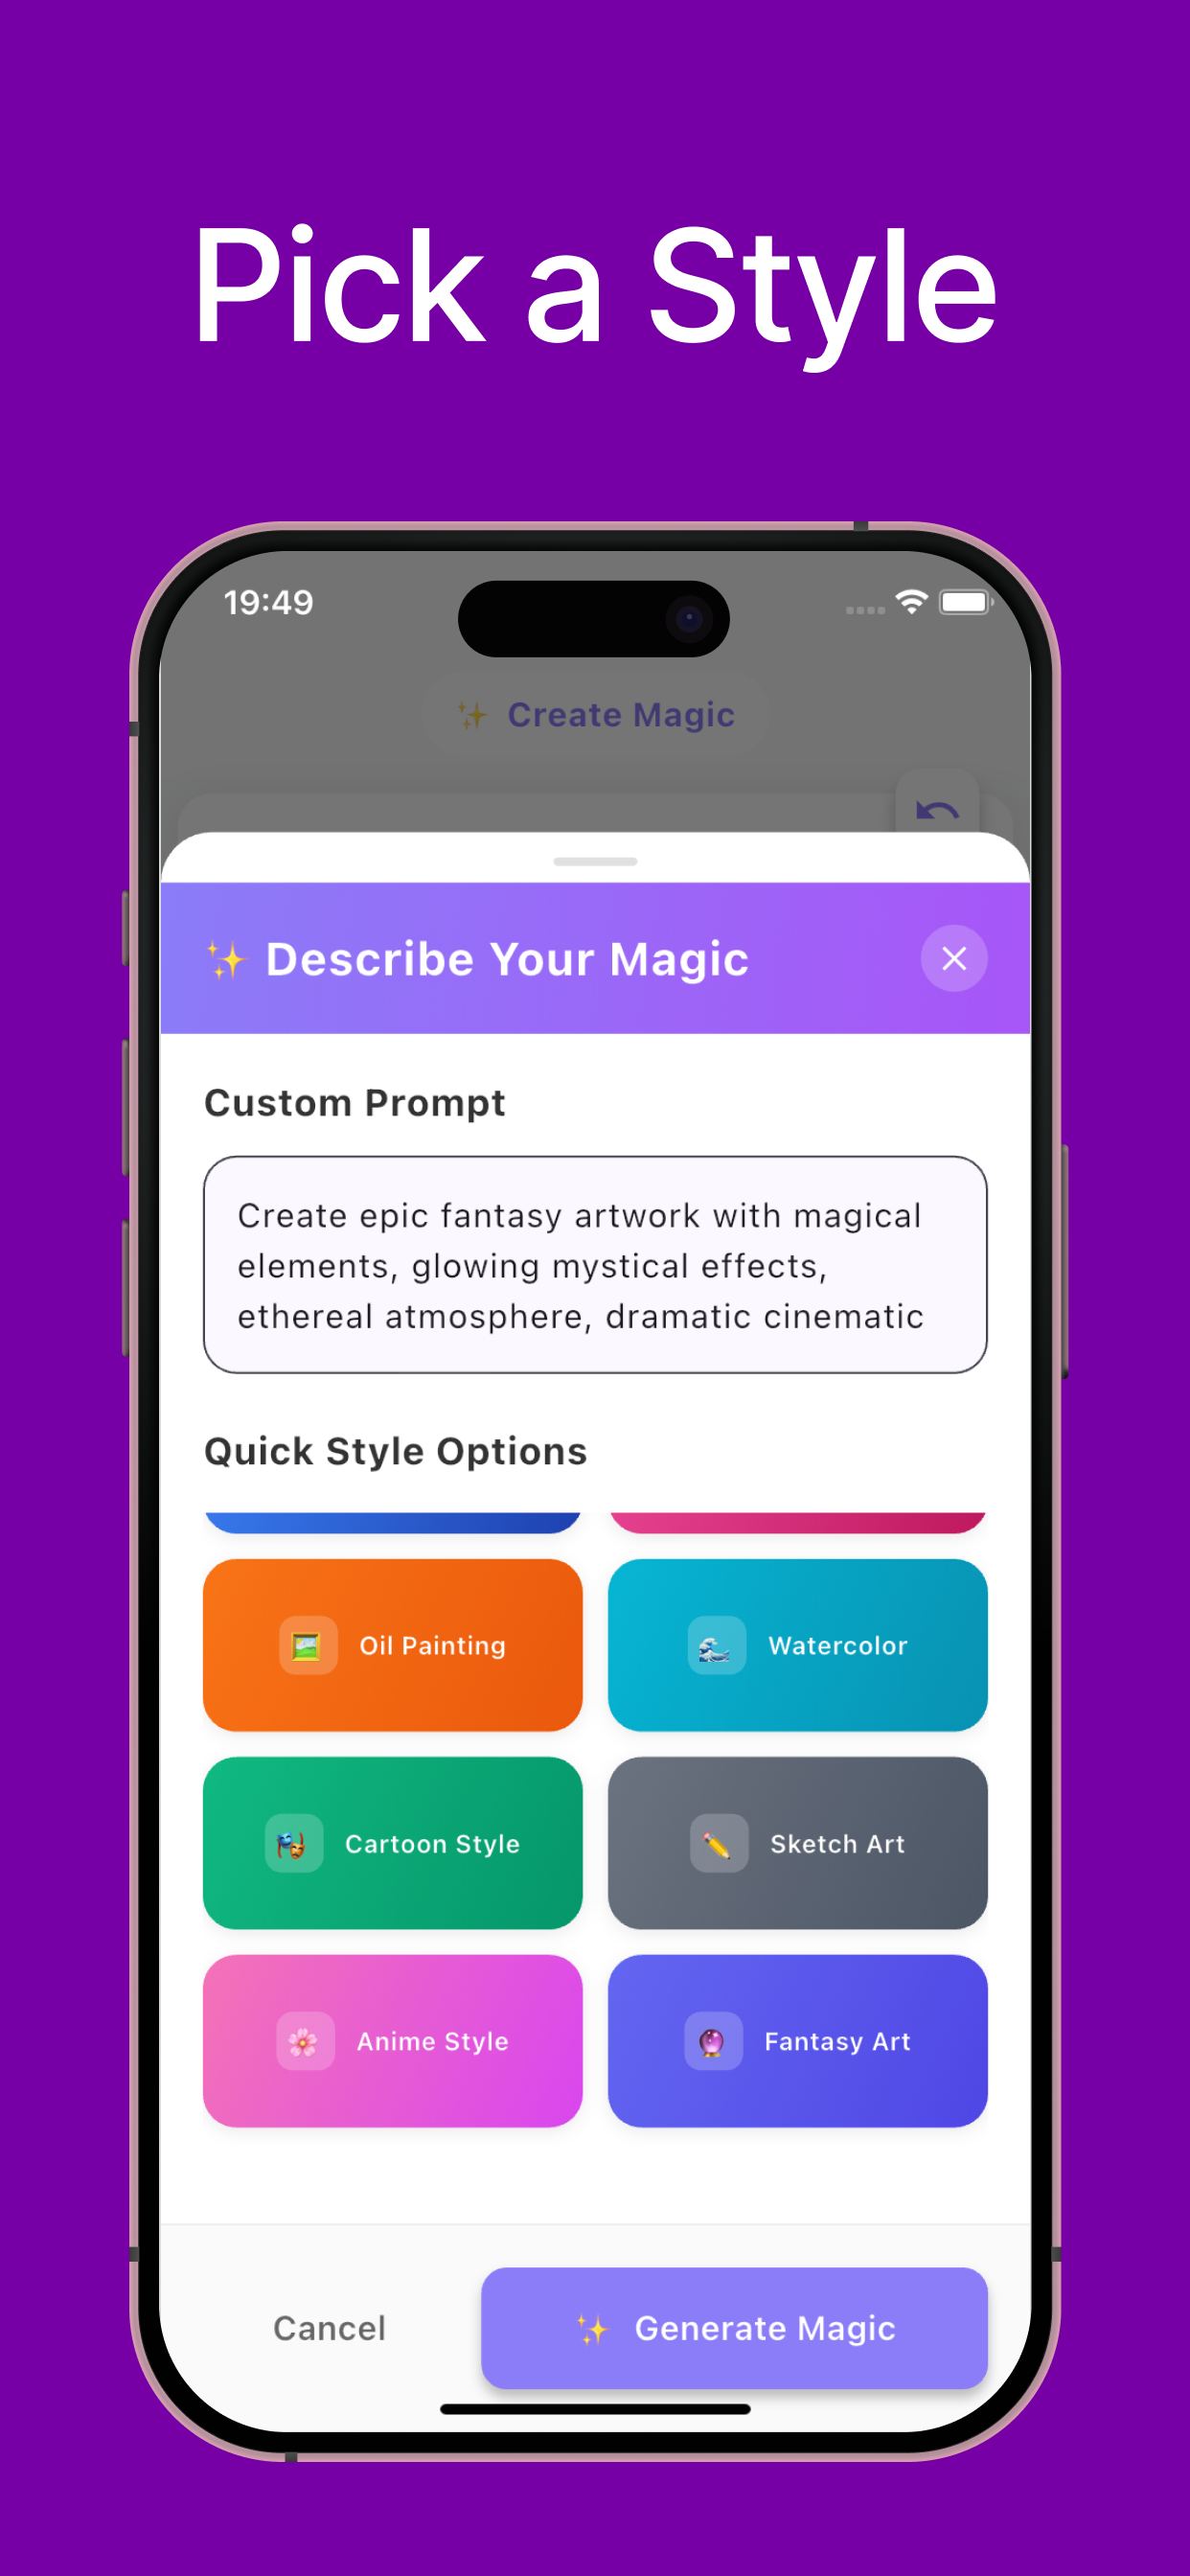 Pick a Style
19:49
✨ Create Magic
✨ Describe Your Magic
Custom Prompt
Create epic fantasy artwork with magical
elements, glowing mystical effects,
ethereal atmosphere, dramatic cinematic
Quick Style Options
Oil Painting
Watercolor
Cartoon Style
Sketch Art
Anime Style
Fantasy Art
Cancel
✨ Generate Magic